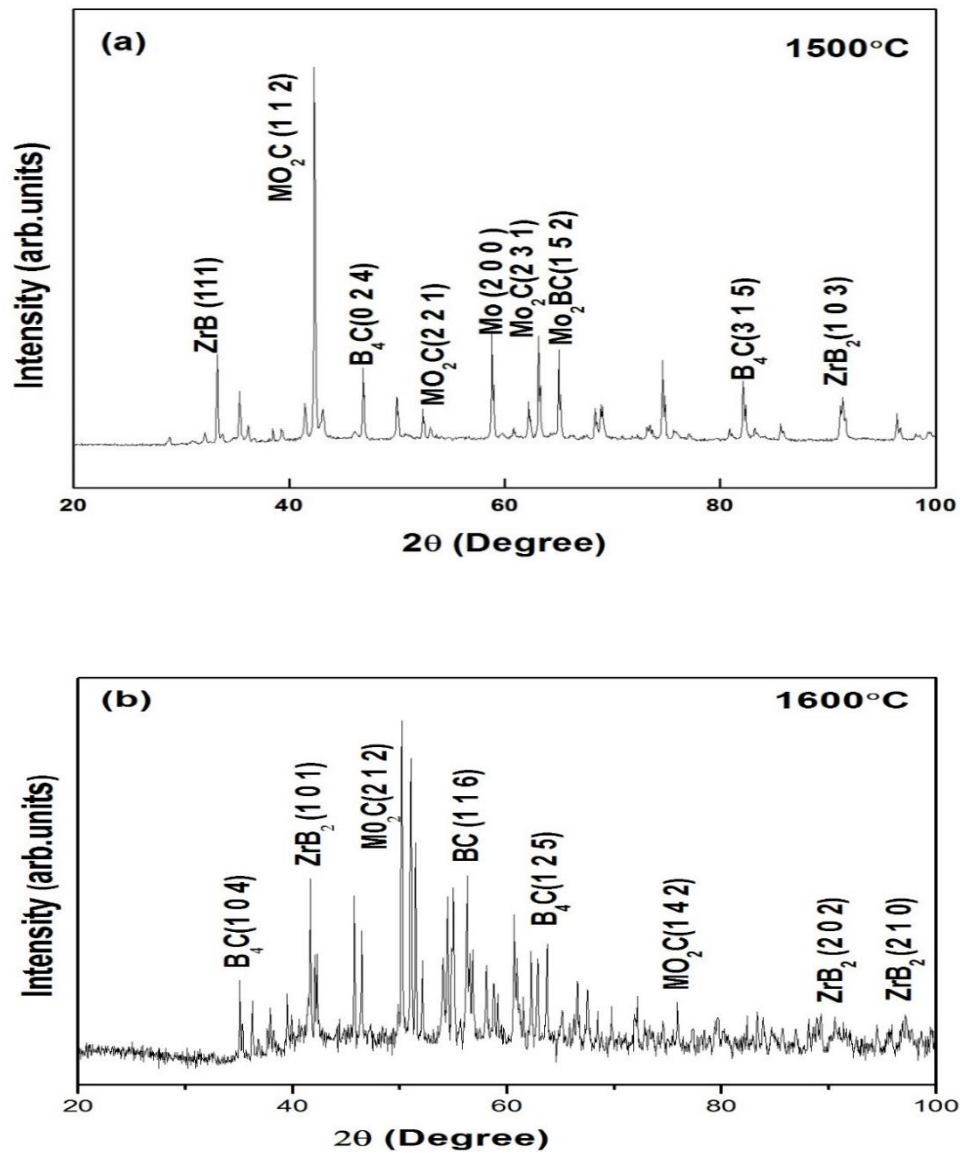 (a)
1500°C
Intensity (arb.units)
ZrB (111)
MO₂C (1 1 2)
B₄C(0 2 4)
MO₂C(2 2 1)
Mo (2 0 0)
Mo₂C(2 3 1)
Mo₂BC(1 5 2)
B₄C(3 1 5)
ZrB₂(1 0 3)
20 40 60 80 100
2θ (Degree)
(b)
1600°C
Intensity (arb.units)
B₄C(1 0 4)
ZrB₂ (1 0 1)
M0₂C(2 1 2)
BC (1 1 6)
B₄C(1 2 5)
MO₂C(1 4 2)
ZrB₂(2 0 2)
ZrB₂(2 1 0)
20 40 60 80 100
2θ (Degree)